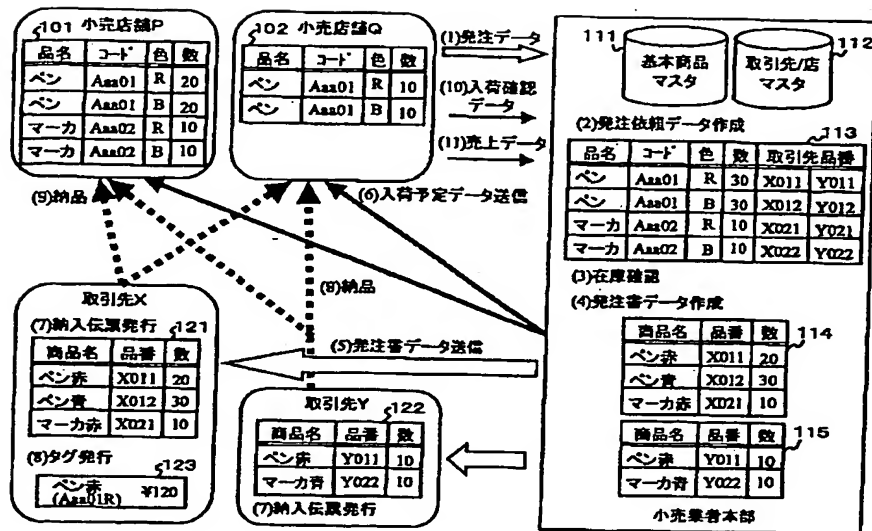 101 小売店舗P
品名 コード 色 数
ペン Aaa01 R 20
ペン Aaa01 B 20
マーカ Aaa02 R 10
マーカ Aaa02 B 10
102 小売店舗Q
品名 コード 色 数
ペン Aaa01 R 10
ペン Aaa01 B 10
(1)発注データ
(10)入荷確認
データ
(11)売上データ
111
基本商品
マスタ
112
取引先/店
マスタ
(2)発注依頼データ作成
113
品名 コード 色 数 取引先品番
ペン Aaa01 R 30 X011 Y011
ペン Aaa01 B 30 X012 Y012
マーカ Aaa02 R 10 X021 Y021
マーカ Aaa02 B 10 X022 Y022
(3)在庫確認
(4)発注書データ作成
114
商品名 品番 数
ペン赤 X011 20
ペン青 X012 30
マーカ赤 X021 10
115
商品名 品番 数
ペン赤 Y011 10
マーカ青 Y022 10
小売業者本部
(9)納品
(6)入荷予定データ送信
(8)納品
(5)発注書データ送信
取引先X
(7)納入伝票発行 121
商品名 品番 数
ペン赤 X011 20
ペン青 X012 30
マーカ赤 X021 10
(8)タグ発行 123
ペン赤 ¥120
(Aaa01R)
取引先Y 122
商品名 品番 数
ペン赤 Y011 10
マーカ青 Y022 10
(7)納入伝票発行